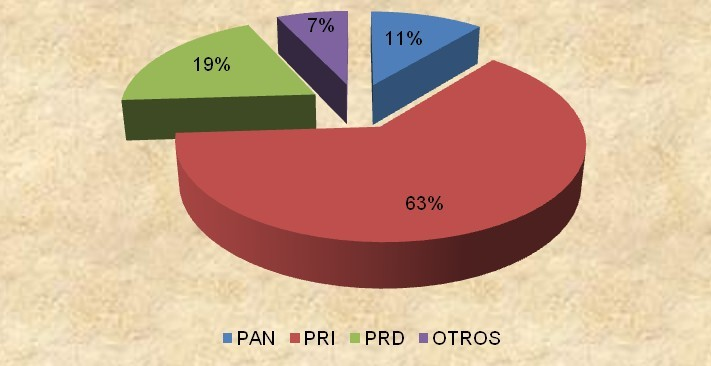 7%
11%
19%
63%
PAN PRI PRD OTROS